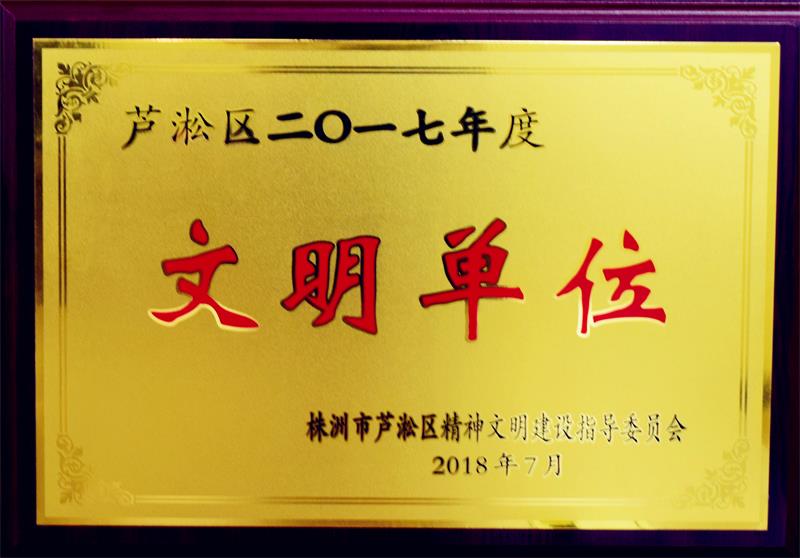 芦淞区二〇一七年度
文明单位
株洲市芦淞区精神文明建设指导委员会
2018年7月